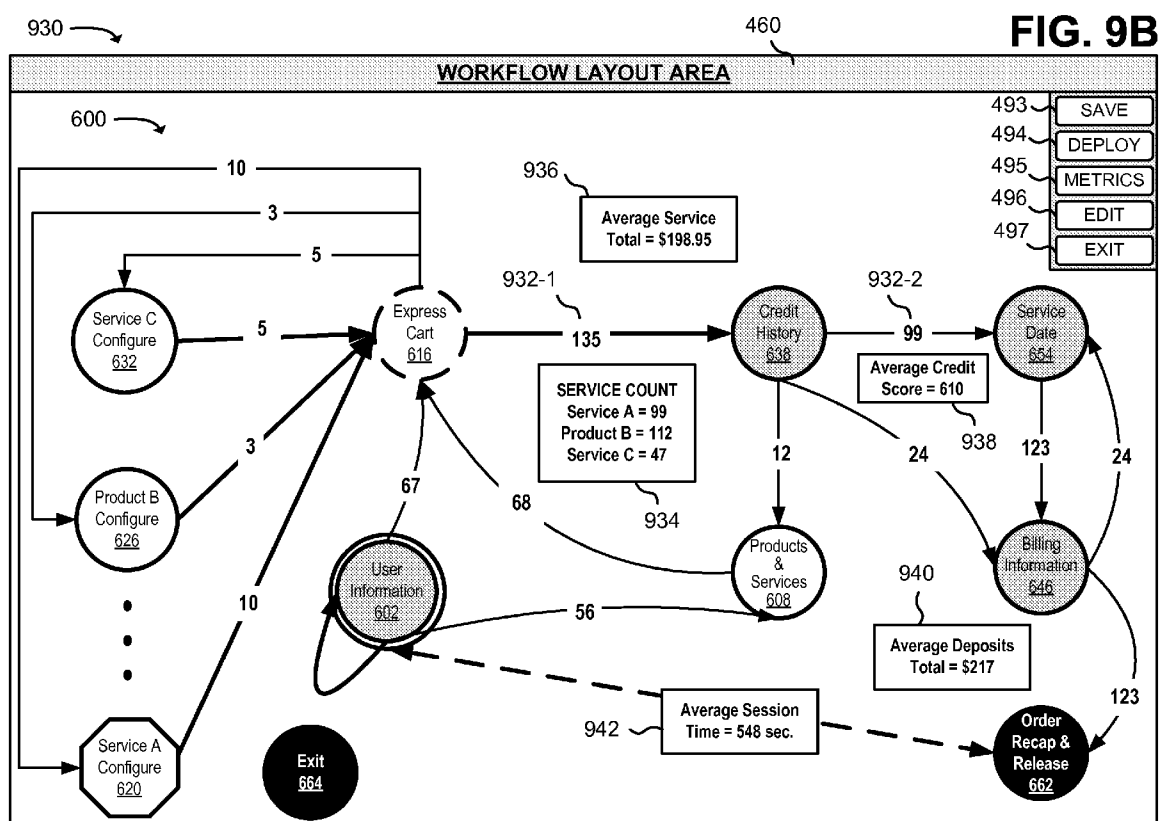 930
460
FIG. 9B
WORKFLOW LAYOUT AREA
600
493
SAVE
494
DEPLOY
495
METRICS
496
EDIT
497
EXIT
10
3
5
936
Average Service
Total = $198.95
932-1
932-2
Service C
Configure
632
5
Express
Cart
616
135
Credit
History
638
99
Service
Date
654
SERVICE COUNT
Service A = 99
Product B = 112
Service C = 47
934
Average Credit
Score = 610
938
3
67
68
12
24
123
24
Product B
Configure
626
User
Information
602
Products
&
Services
608
Billing
Information
646
10
56
940
Average Deposits
Total = $217
123
942
Average Session
Time = 548 sec.
Service A
Configure
620
Exit
664
Order
Recap &
Release
662